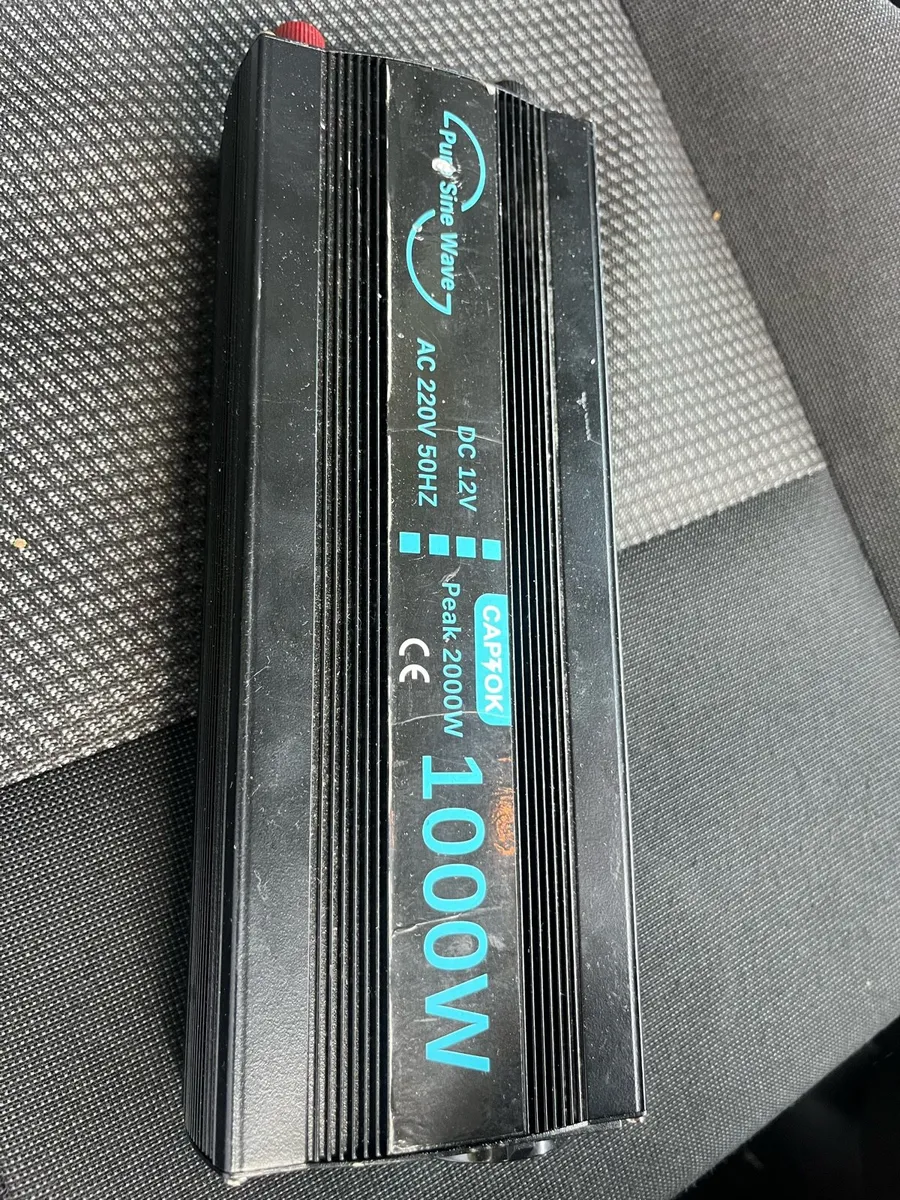 Pure Sine Wave
DC 12V
AC 220V 50HZ
CAPTOK
Peak 2000W
CE
1000W